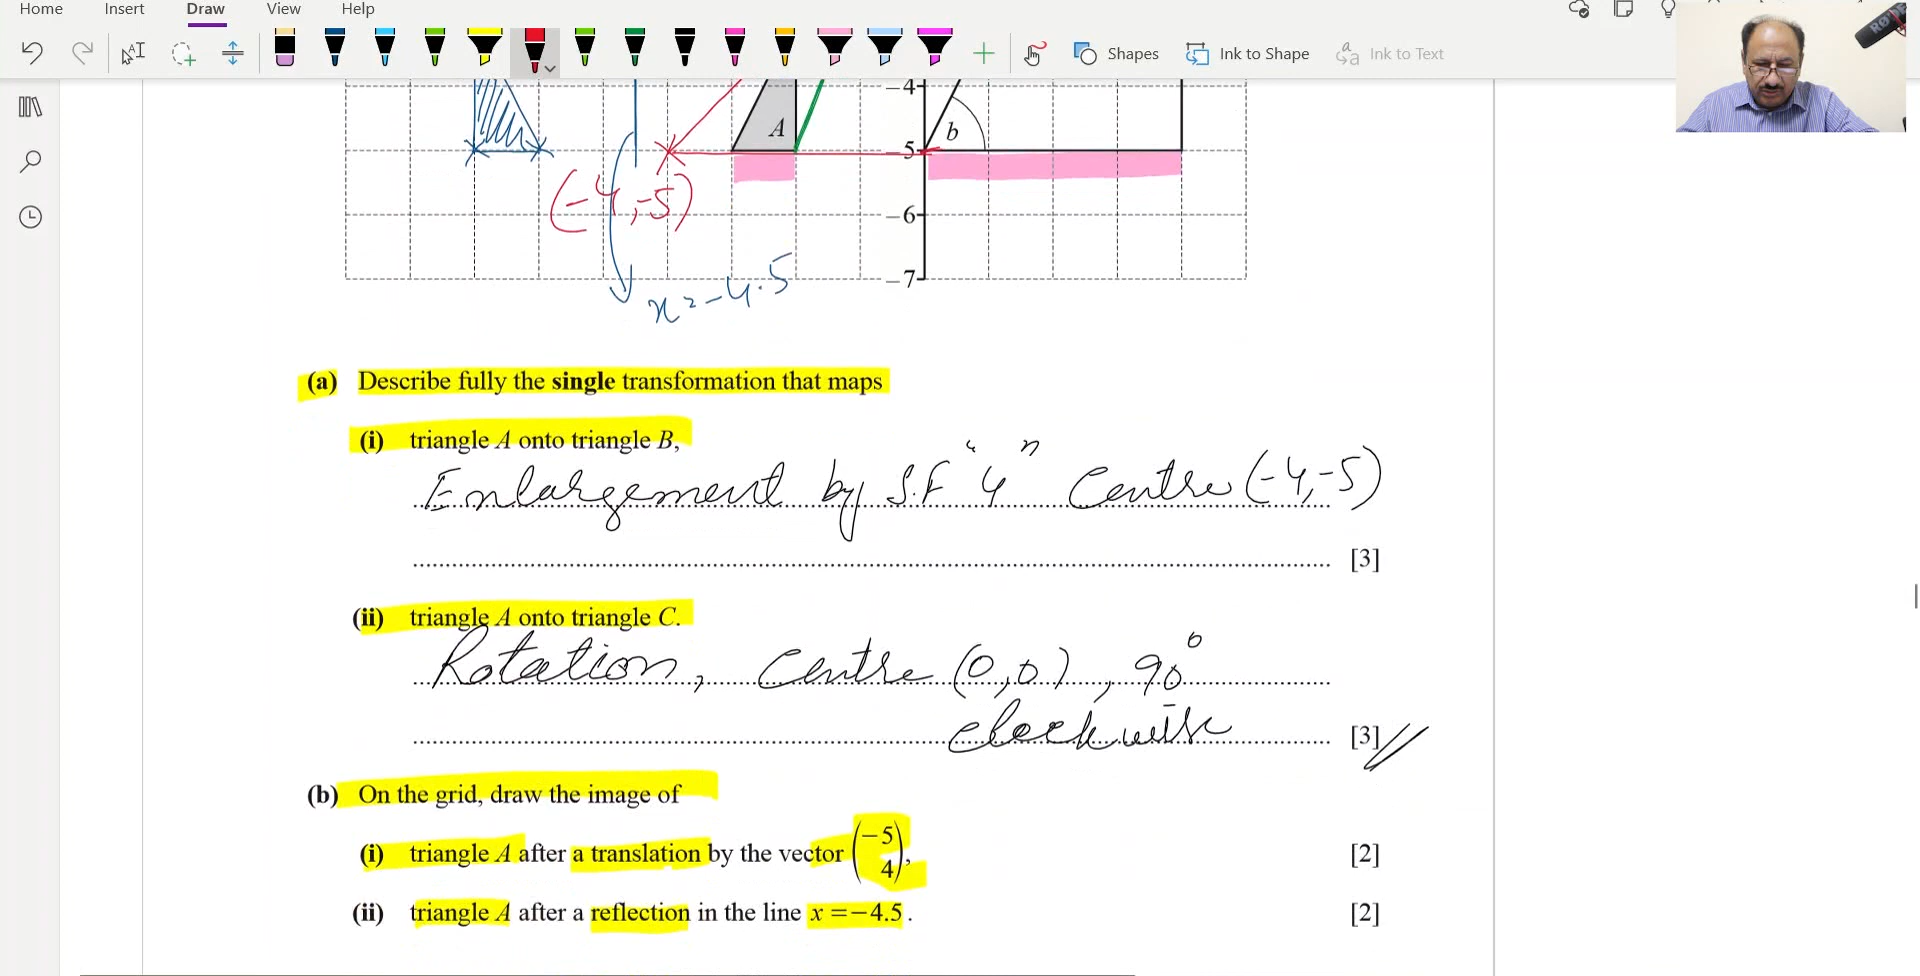 Home Insert Draw View Help
Shapes Ink to Shape Ink to Text
RØDE
-4
A
b
-5
(-4,-5)
-6
-7
x=-4.5
(a) Describe fully the single transformation that maps
(i) triangle A onto triangle B,
Enlargement by S.F "4" Centre (-4,-5)
[3]
(ii) triangle A onto triangle C.
Rotation, Centre (0,0), 90°
clockwise [3]
(b) On the grid, draw the image of
(i) triangle A after a translation by the vector (-5
4), [2]
(ii) triangle A after a reflection in the line x = -4.5. [2]